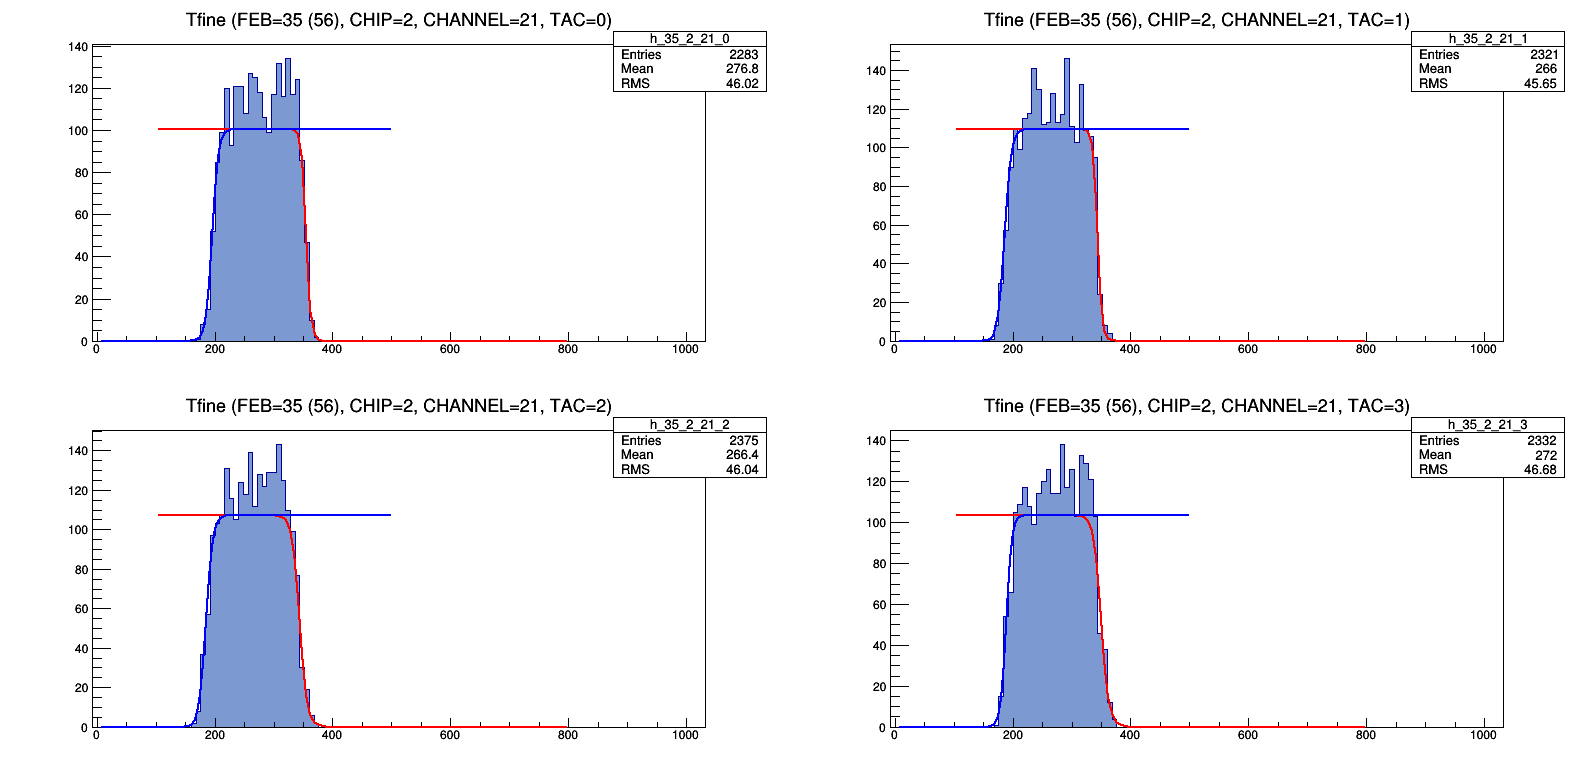 Tfine (FEB=35 (56), CHIP=2, CHANNEL=21, TAC=0)
h_35_2_21_0
Entries 2283
Mean 276.8
RMS 46.02
140
120
100
80
60
40
20
0
0 200 400 600 800 1000
Tfine (FEB=35 (56), CHIP=2, CHANNEL=21, TAC=1)
h_35_2_21_1
Entries 2321
Mean 266
RMS 45.65
140
120
100
80
60
40
20
0
0 200 400 600 800 1000
Tfine (FEB=35 (56), CHIP=2, CHANNEL=21, TAC=2)
h_35_2_21_2
Entries 2375
Mean 266.4
RMS 46.04
140
120
100
80
60
40
20
0
0 200 400 600 800 1000
Tfine (FEB=35 (56), CHIP=2, CHANNEL=21, TAC=3)
h_35_2_21_3
Entries 2332
Mean 272
RMS 46.68
140
120
100
80
60
40
20
0
0 200 400 600 800 1000